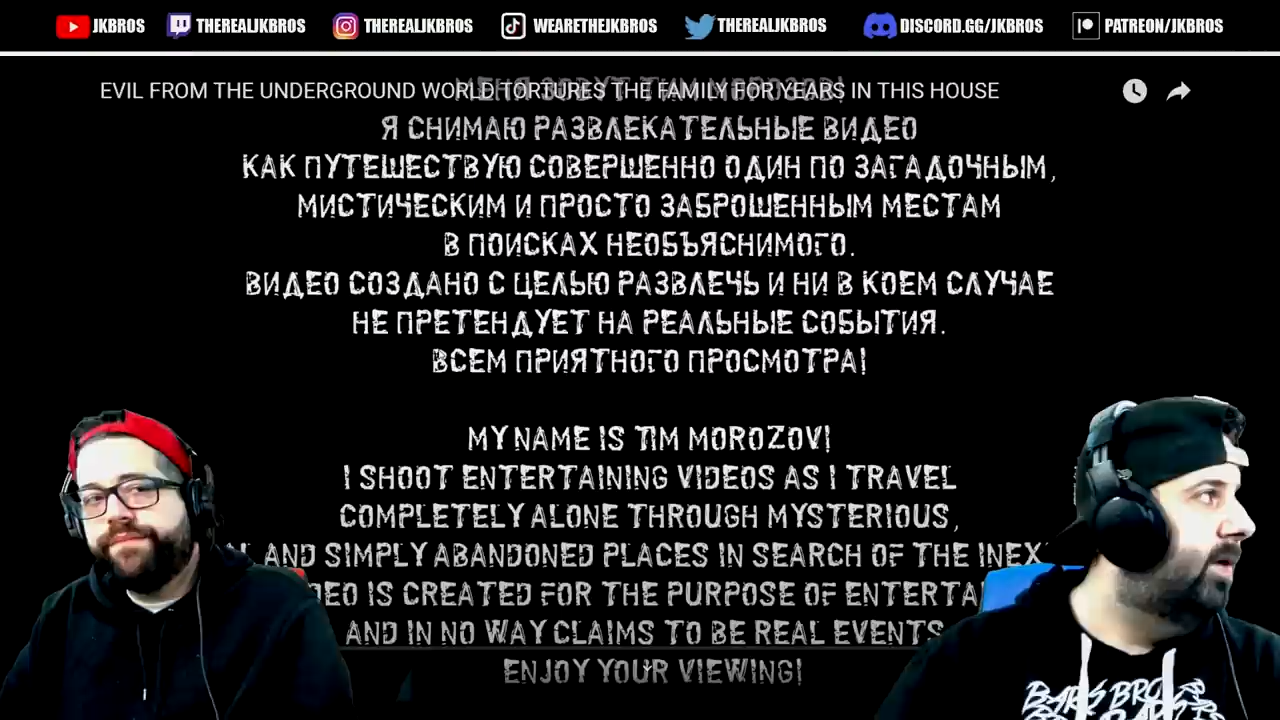 JKBROS THEREALJKBROS THEREALJKBROS WEARETHEJKBROS THEREALJKBROS DISCORD.GG/JKBROS PATREON/JKBROS
EVIL FROM THE UNDERGROUND WORLD TORTURES THE FAMILY FOR YEARS IN THIS HOUSE
МЕНЯ ЗОВУТ ТИМ МОРОЗОВ!
Я СНИМАЮ РАЗВЛЕКАТЕЛЬНЫЕ ВИДЕО
КАК ПУТЕШЕСТВУЮ СОВЕРШЕННО ОДИН ПО ЗАГАДОЧНЫМ,
МИСТИЧЕСКИМ И ПРОСТО ЗАБРОШЕННЫМ МЕСТАМ
В ПОИСКАХ НЕОБЪЯСНИМОГО.
ВИДЕО СОЗДАНО С ЦЕЛЬЮ РАЗВЛЕЧЬ И НИ В КОЕМ СЛУЧАЕ
НЕ ПРЕТЕНДУЕТ НА РЕАЛЬНЫЕ СОБЫТИЯ.
ВСЕМ ПРИЯТНОГО ПРОСМОТРА!
MY NAME IS TIM MOROZOV!
I SHOOT ENTERTAINING VIDEOS AS I TRAVEL
COMPLETELY ALONE THROUGH MYSTERIOUS,
AND SIMPLY ABANDONED PLACES IN SEARCH OF THE
IS CREATED FOR THE PURPOSE OF
AND IN NO WAY CLAIMS TO BE REAL EVENTS
ENJOY YOUR VIEWING!